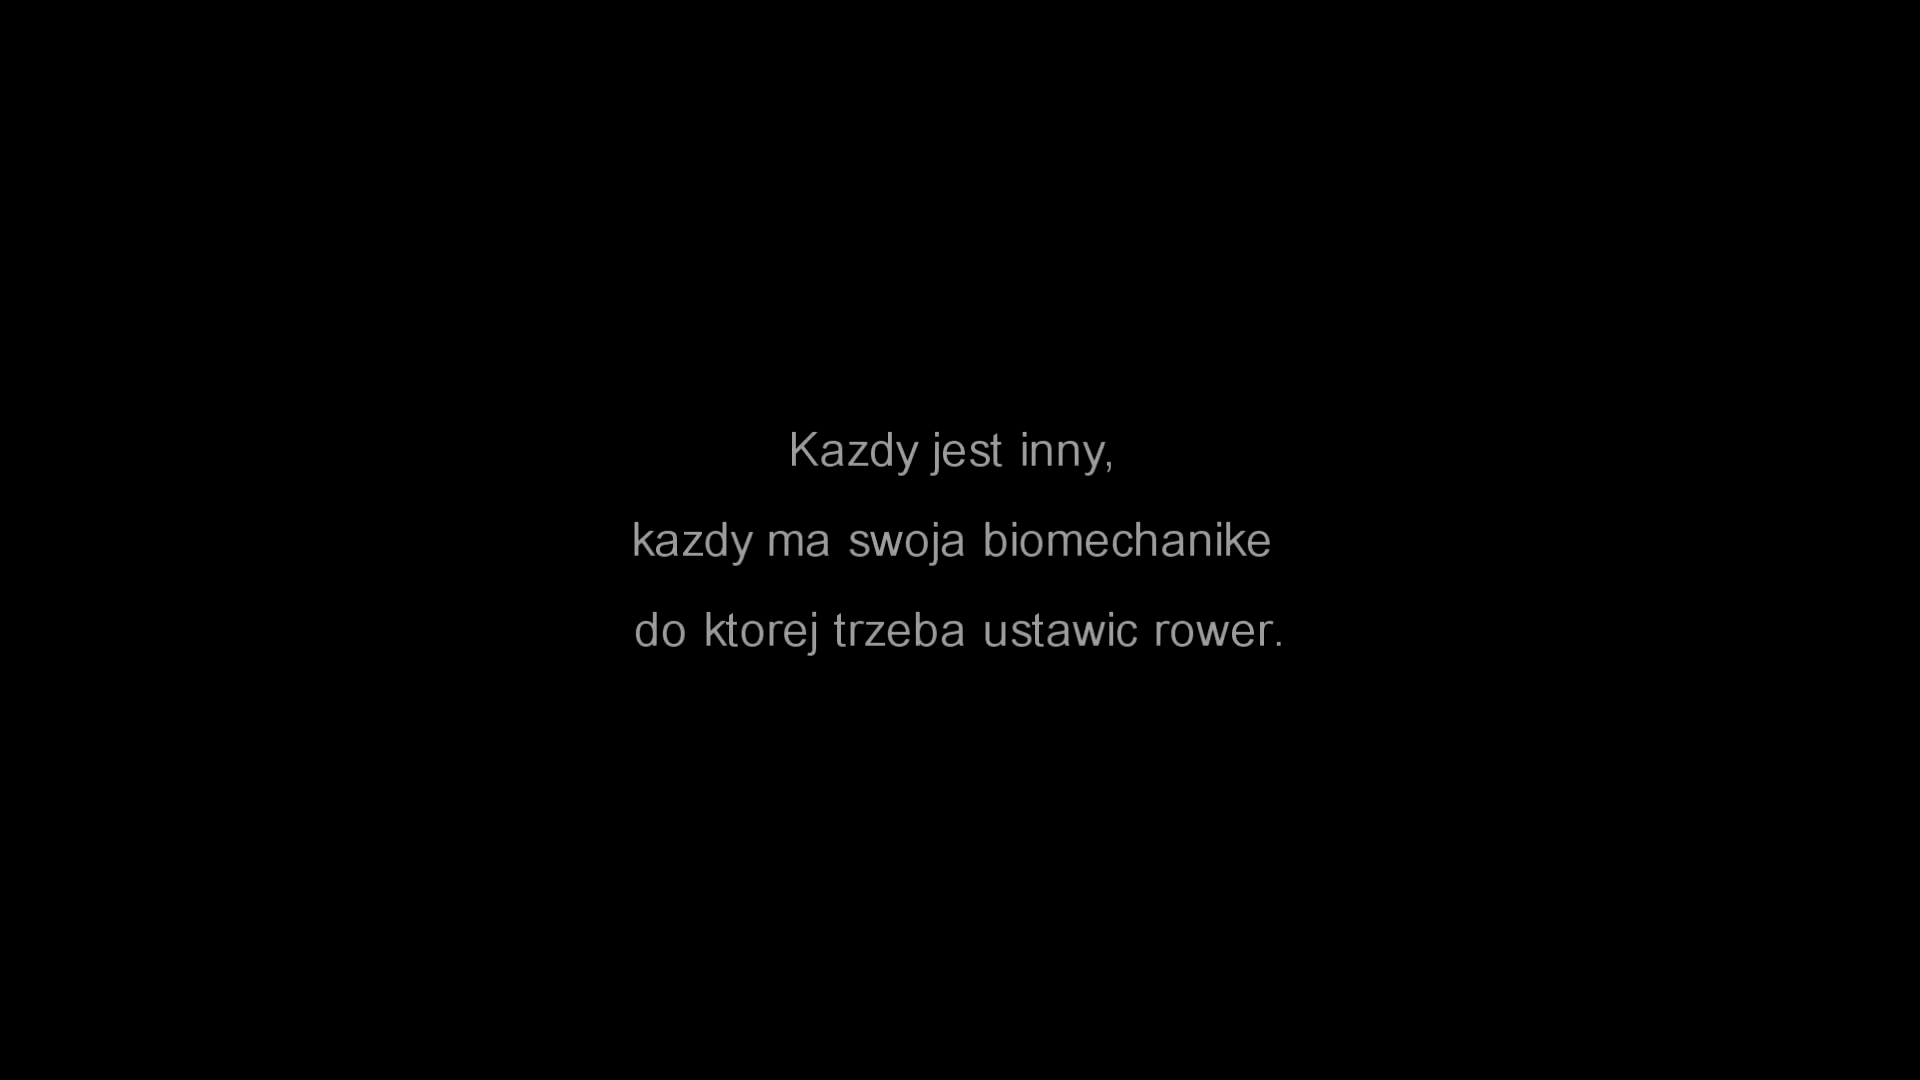 Kazdy jest inny,
kazdy ma swoja biomechanike
do ktorej trzeba ustawic rower.